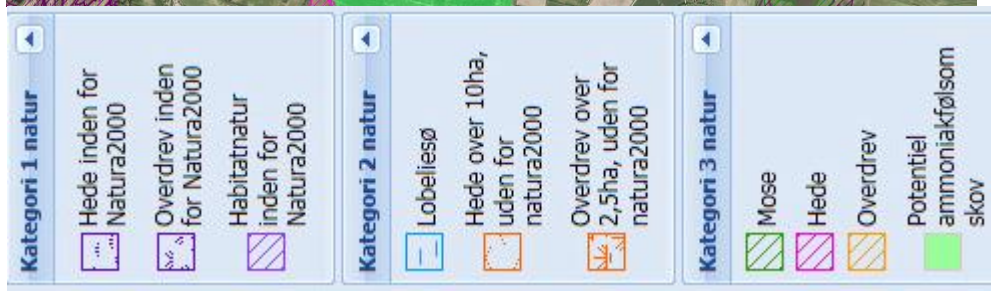 Kategori 1 natur
Hede inden for
Natura2000
Overdrev inden
for Natura2000
Habitatnatur
inden for
Natura2000
Kategori 2 natur
Lobeliesø
Hede over 10ha,
uden for
natura2000
Overdrev over
2,5ha, uden for
natura2000
Kategori 3 natur
Mose
Hede
Overdrev
Potentiel
ammoniakfølsom
skov